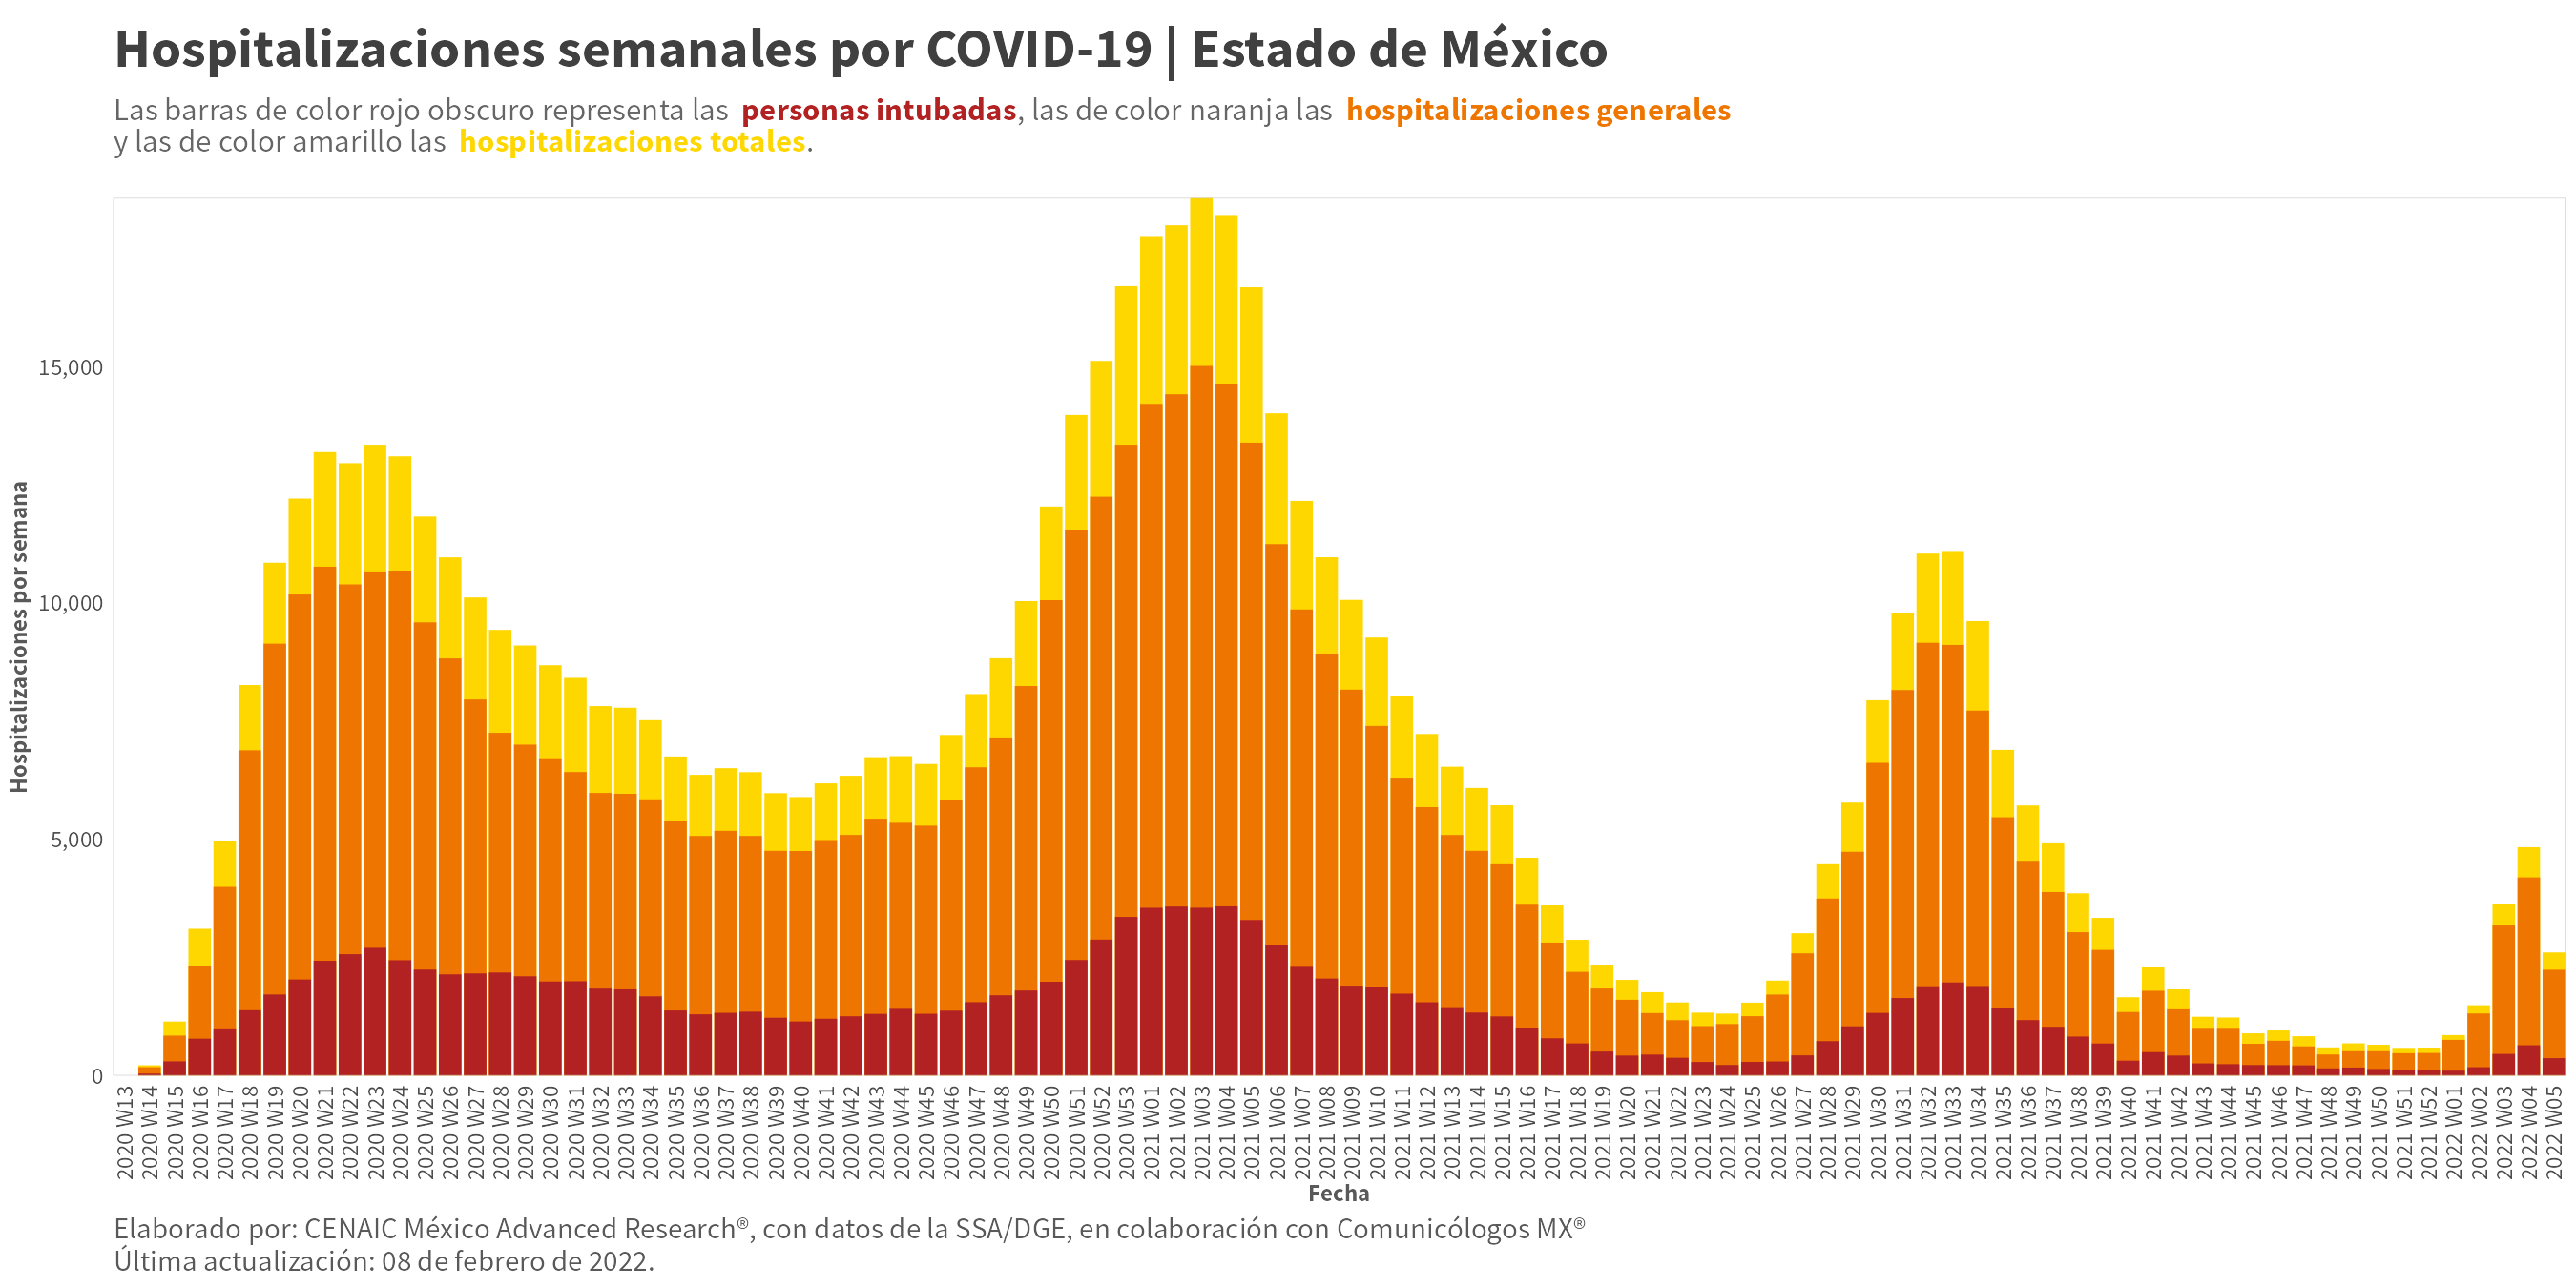 Hospitalizaciones semanales por COVID-19 | Estado de México
Las barras de color rojo obscuro representa las personas intubadas, las de color naranja las hospitalizaciones generales
y las de color amarillo las hospitalizaciones totales.
Hospitalizaciones por semana
15,000
10,000
5,000
0
2020 W13
2020 W14
2020 W15
2020 W16
2020 W17
2020 W18
2020 W19
2020 W20
2020 W21
2020 W22
2020 W23
2020 W24
2020 W25
2020 W26
2020 W27
2020 W28
2020 W29
2020 W30
2020 W31
2020 W32
2020 W33
2020 W34
2020 W35
2020 W36
2020 W37
2020 W38
2020 W39
2020 W40
2020 W41
2020 W42
2020 W43
2020 W44
2020 W45
2020 W46
2020 W47
2020 W48
2020 W49
2020 W50
2020 W51
2020 W52
2020 W53
2021 W01
2021 W02
2021 W03
2021 W04
2021 W05
2021 W06
2021 W07
2021 W08
2021 W09
2021 W10
2021 W11
2021 W12
2021 W13
2021 W14
2021 W15
2021 W16
2021 W17
2021 W18
2021 W19
2021 W20
2021 W21
2021 W22
2021 W23
2021 W24
2021 W25
2021 W26
2021 W27
2021 W28
2021 W29
2021 W30
2021 W31
2021 W32
2021 W33
2021 W34
2021 W35
2021 W36
2021 W37
2021 W38
2021 W39
2021 W40
2021 W41
2021 W42
2021 W43
2021 W44
2021 W45
2021 W46
2021 W47
2021 W48
2021 W49
2021 W50
2021 W51
2021 W52
2022 W01
2022 W02
2022 W03
2022 W04
2022 W05
Fecha
Elaborado por: CENAIC México Advanced Research®, con datos de la SSA/DGE, en colaboración con Comunicólogos MX®
Última actualización: 08 de febrero de 2022.